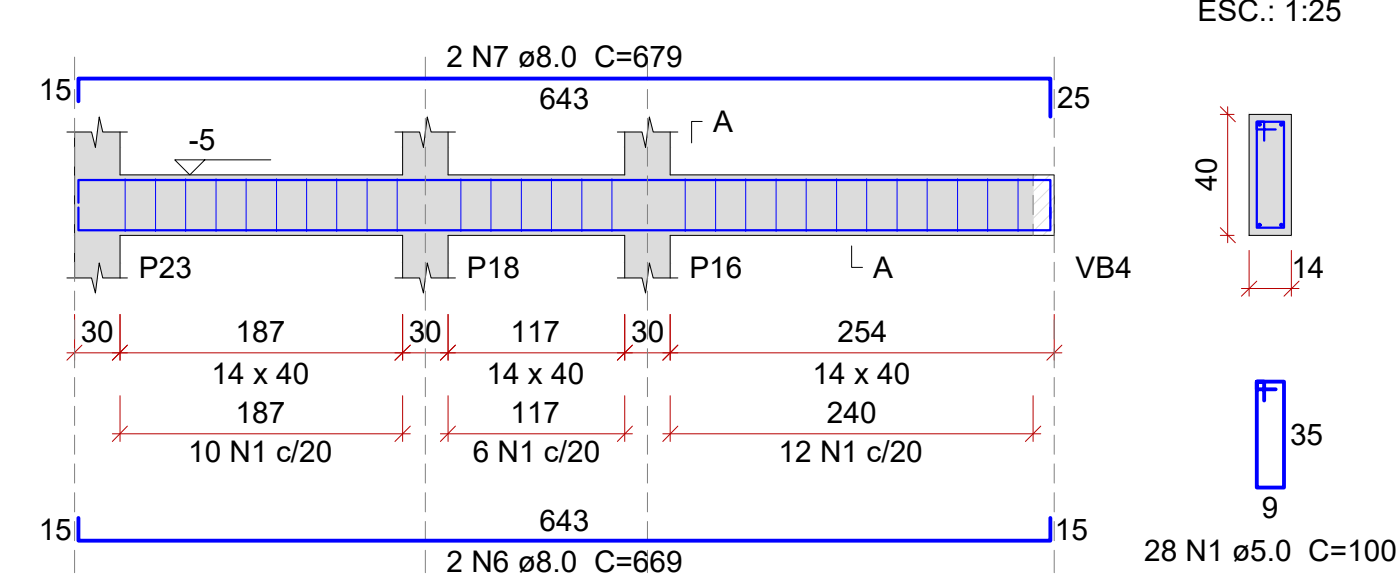 ESC.: 1:25
2 N7 ø8.0 C=679
15
643
25
A
-5
40
P23
P18
P16
A
VB4
14
30
187
30
117
30
254
14 x 40
14 x 40
14 x 40
187
117
240
10 N1 c/20
6 N1 c/20
12 N1 c/20
35
9
15
643
15
28 N1 ø5.0 C=100
2 N6 ø8.0 C=669